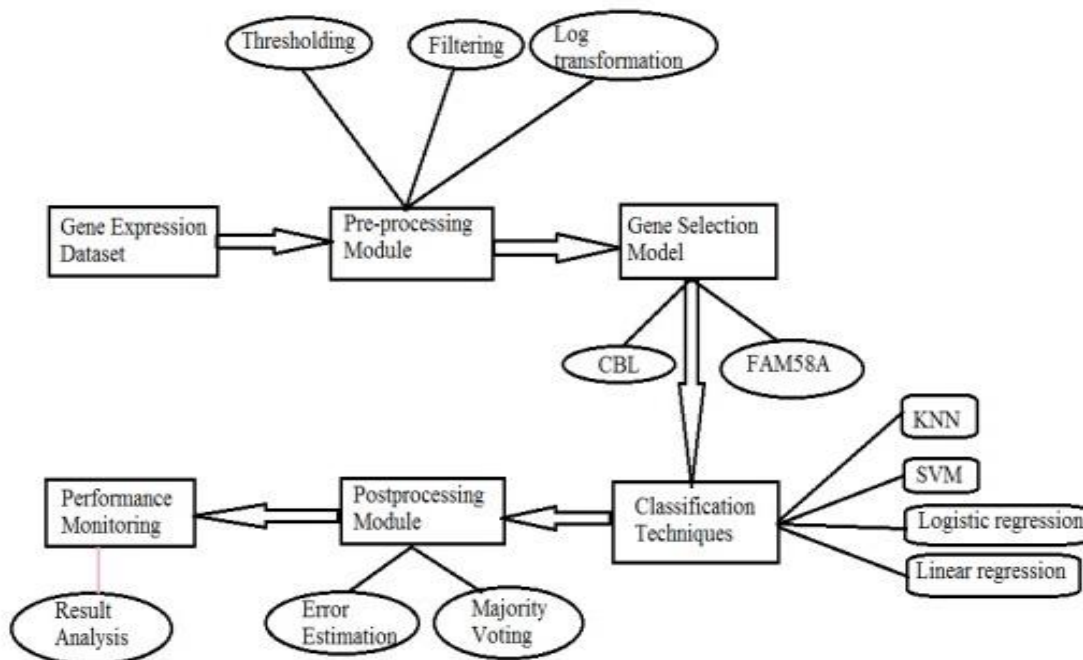 Thresholding
Filtering
Log
transformation
Gene Expression
Dataset
Pre-processing
Module
Gene Selection
Model
CBL
FAM58A
KNN
SVM
Logistic regression
Linear regression
Classification
Techniques
Postprocessing
Module
Performance
Monitoring
Error
Estimation
Majority
Voting
Result
Analysis